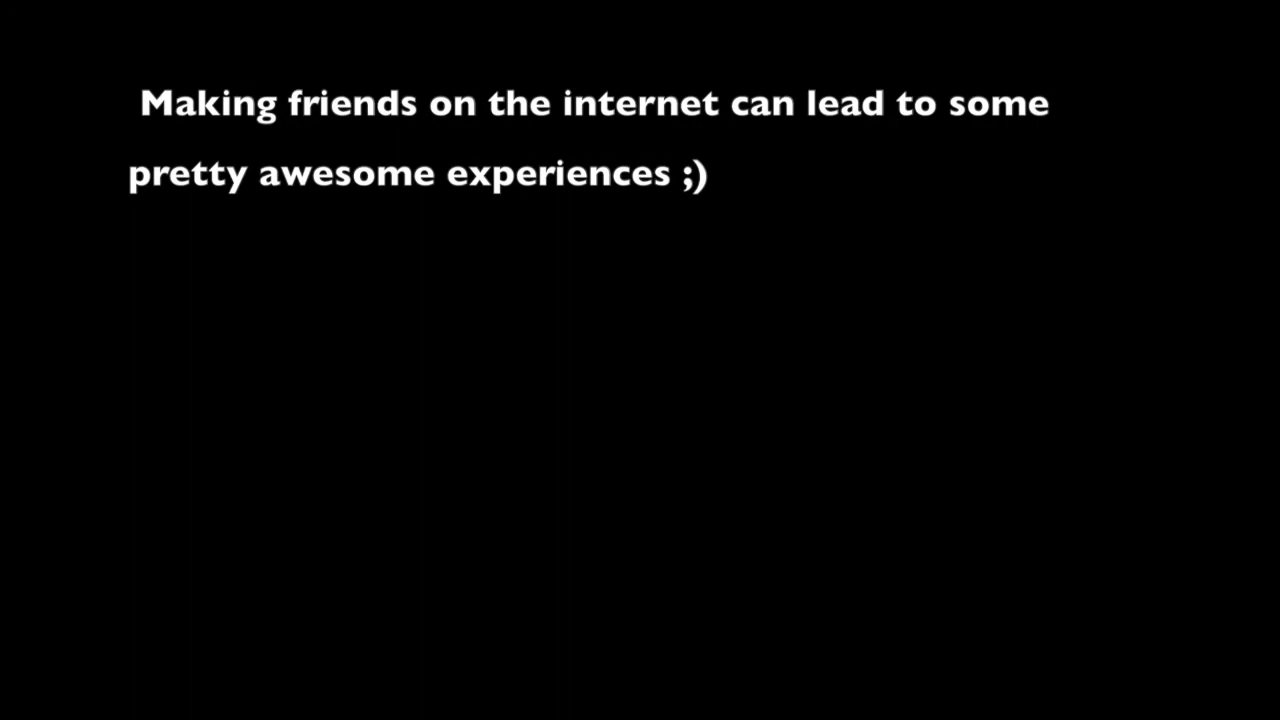 Making friends on the internet can lead to some
pretty awesome experiences ;)